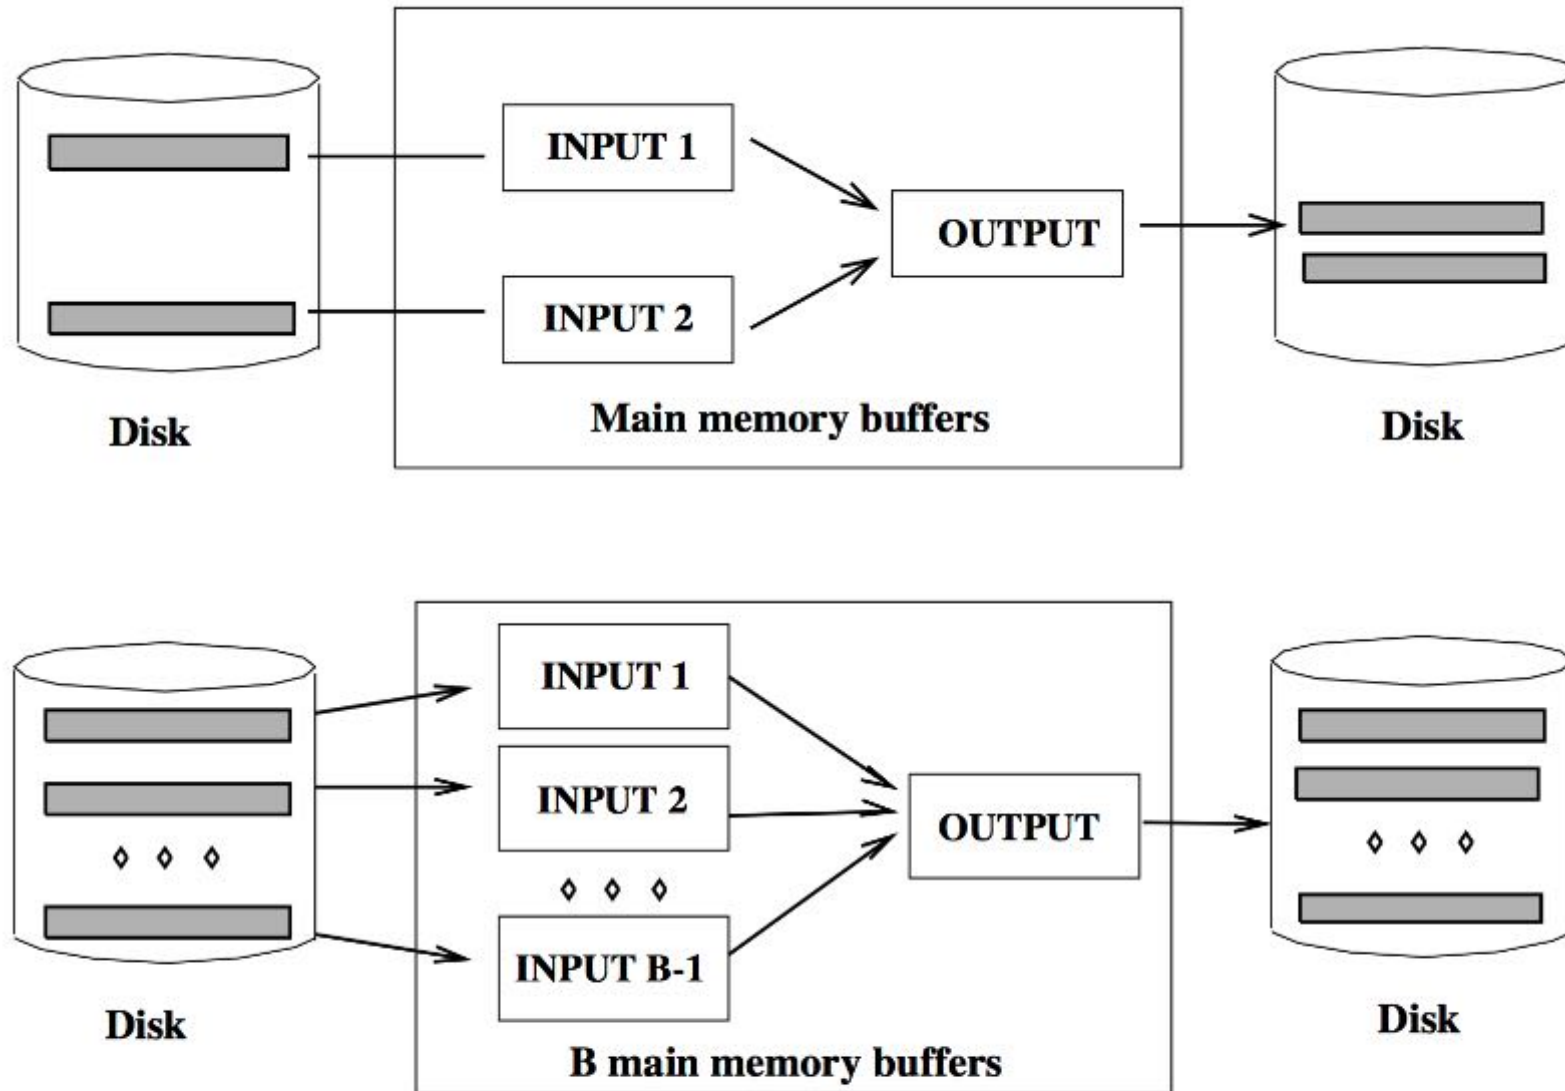 INPUT 1
OUTPUT
INPUT 2
Main memory buffers
Disk
Disk
INPUT 1
INPUT 2
OUTPUT
INPUT B-1
Disk
Disk
B main memory buffers